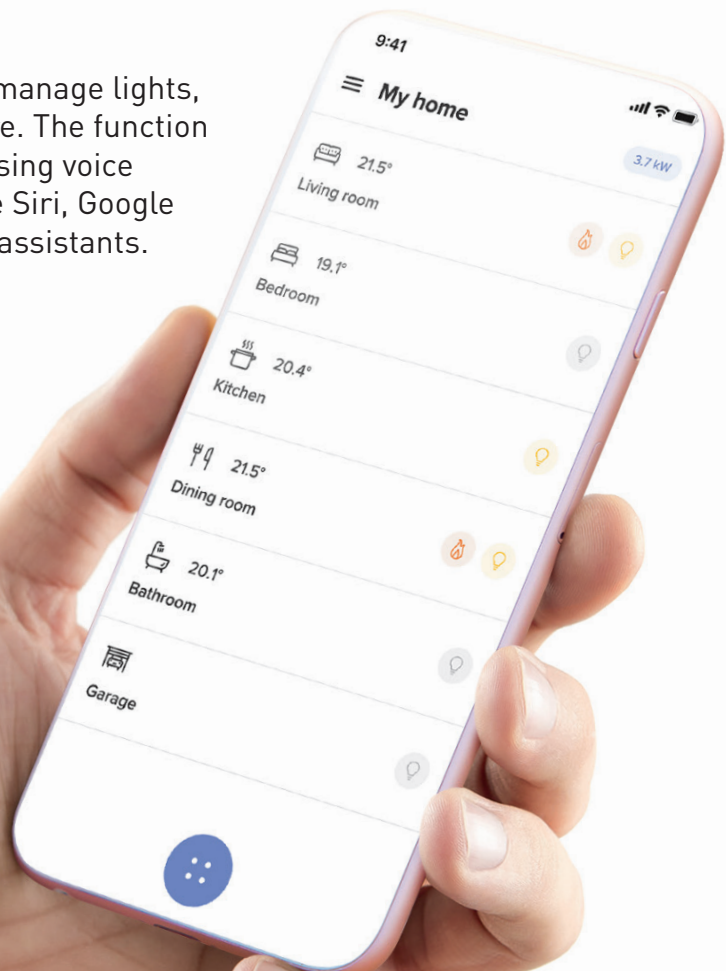 manage lights,
e. The function
sing voice
e Siri, Google
assistants.
9:41
My home
3.7 kW
21.5°
Living room
19.1°
Bedroom
20.4°
Kitchen
21.5°
Dining room
20.1°
Bathroom
Garage